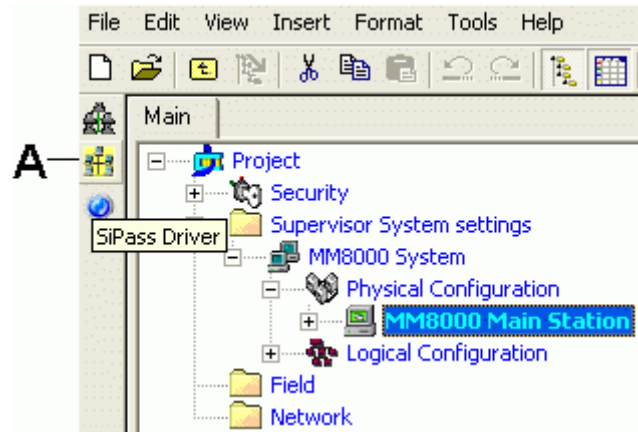 File Edit View Insert Format Tools Help
Main
A
Project
Security
SiPass Driver
Supervisor System settings
MM8000 System
Physical Configuration
MM8000 Main Station
Logical Configuration
Field
Network